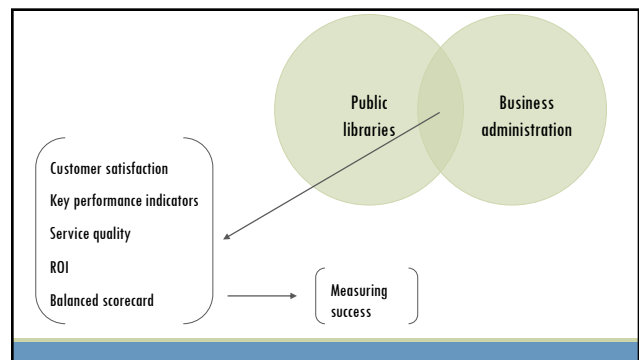 Public
libraries
Business
administration
Customer satisfaction
Key performance indicators
Service quality
ROI
Balanced scorecard
Measuring
success